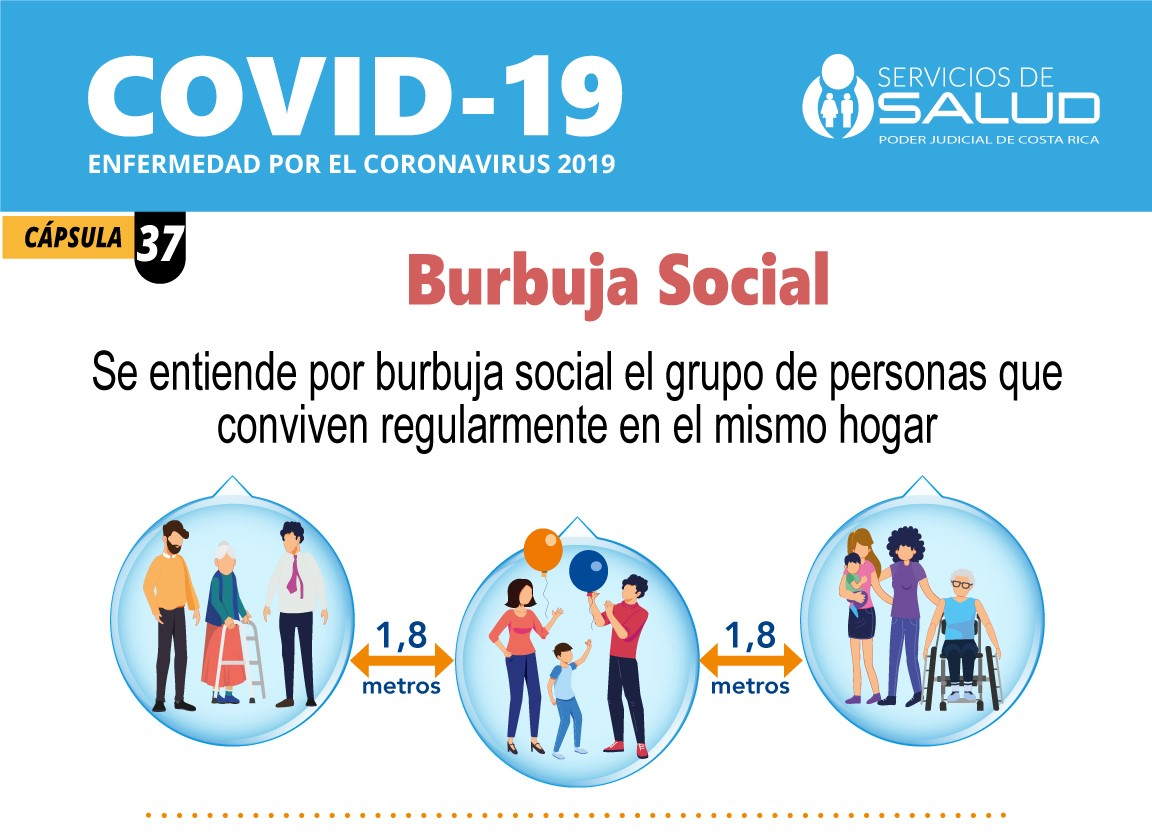 COVID-19
ENFERMEDAD POR EL CORONAVIRUS 2019
SERVICIOS DE
SALUD
PODER JUDICIAL DE COSTA RICA
CÁPSULA 37
Burbuja Social
Se entiende por burbuja social el grupo de personas que
conviven regularmente en el mismo hogar
1,8
metros
1,8
metros